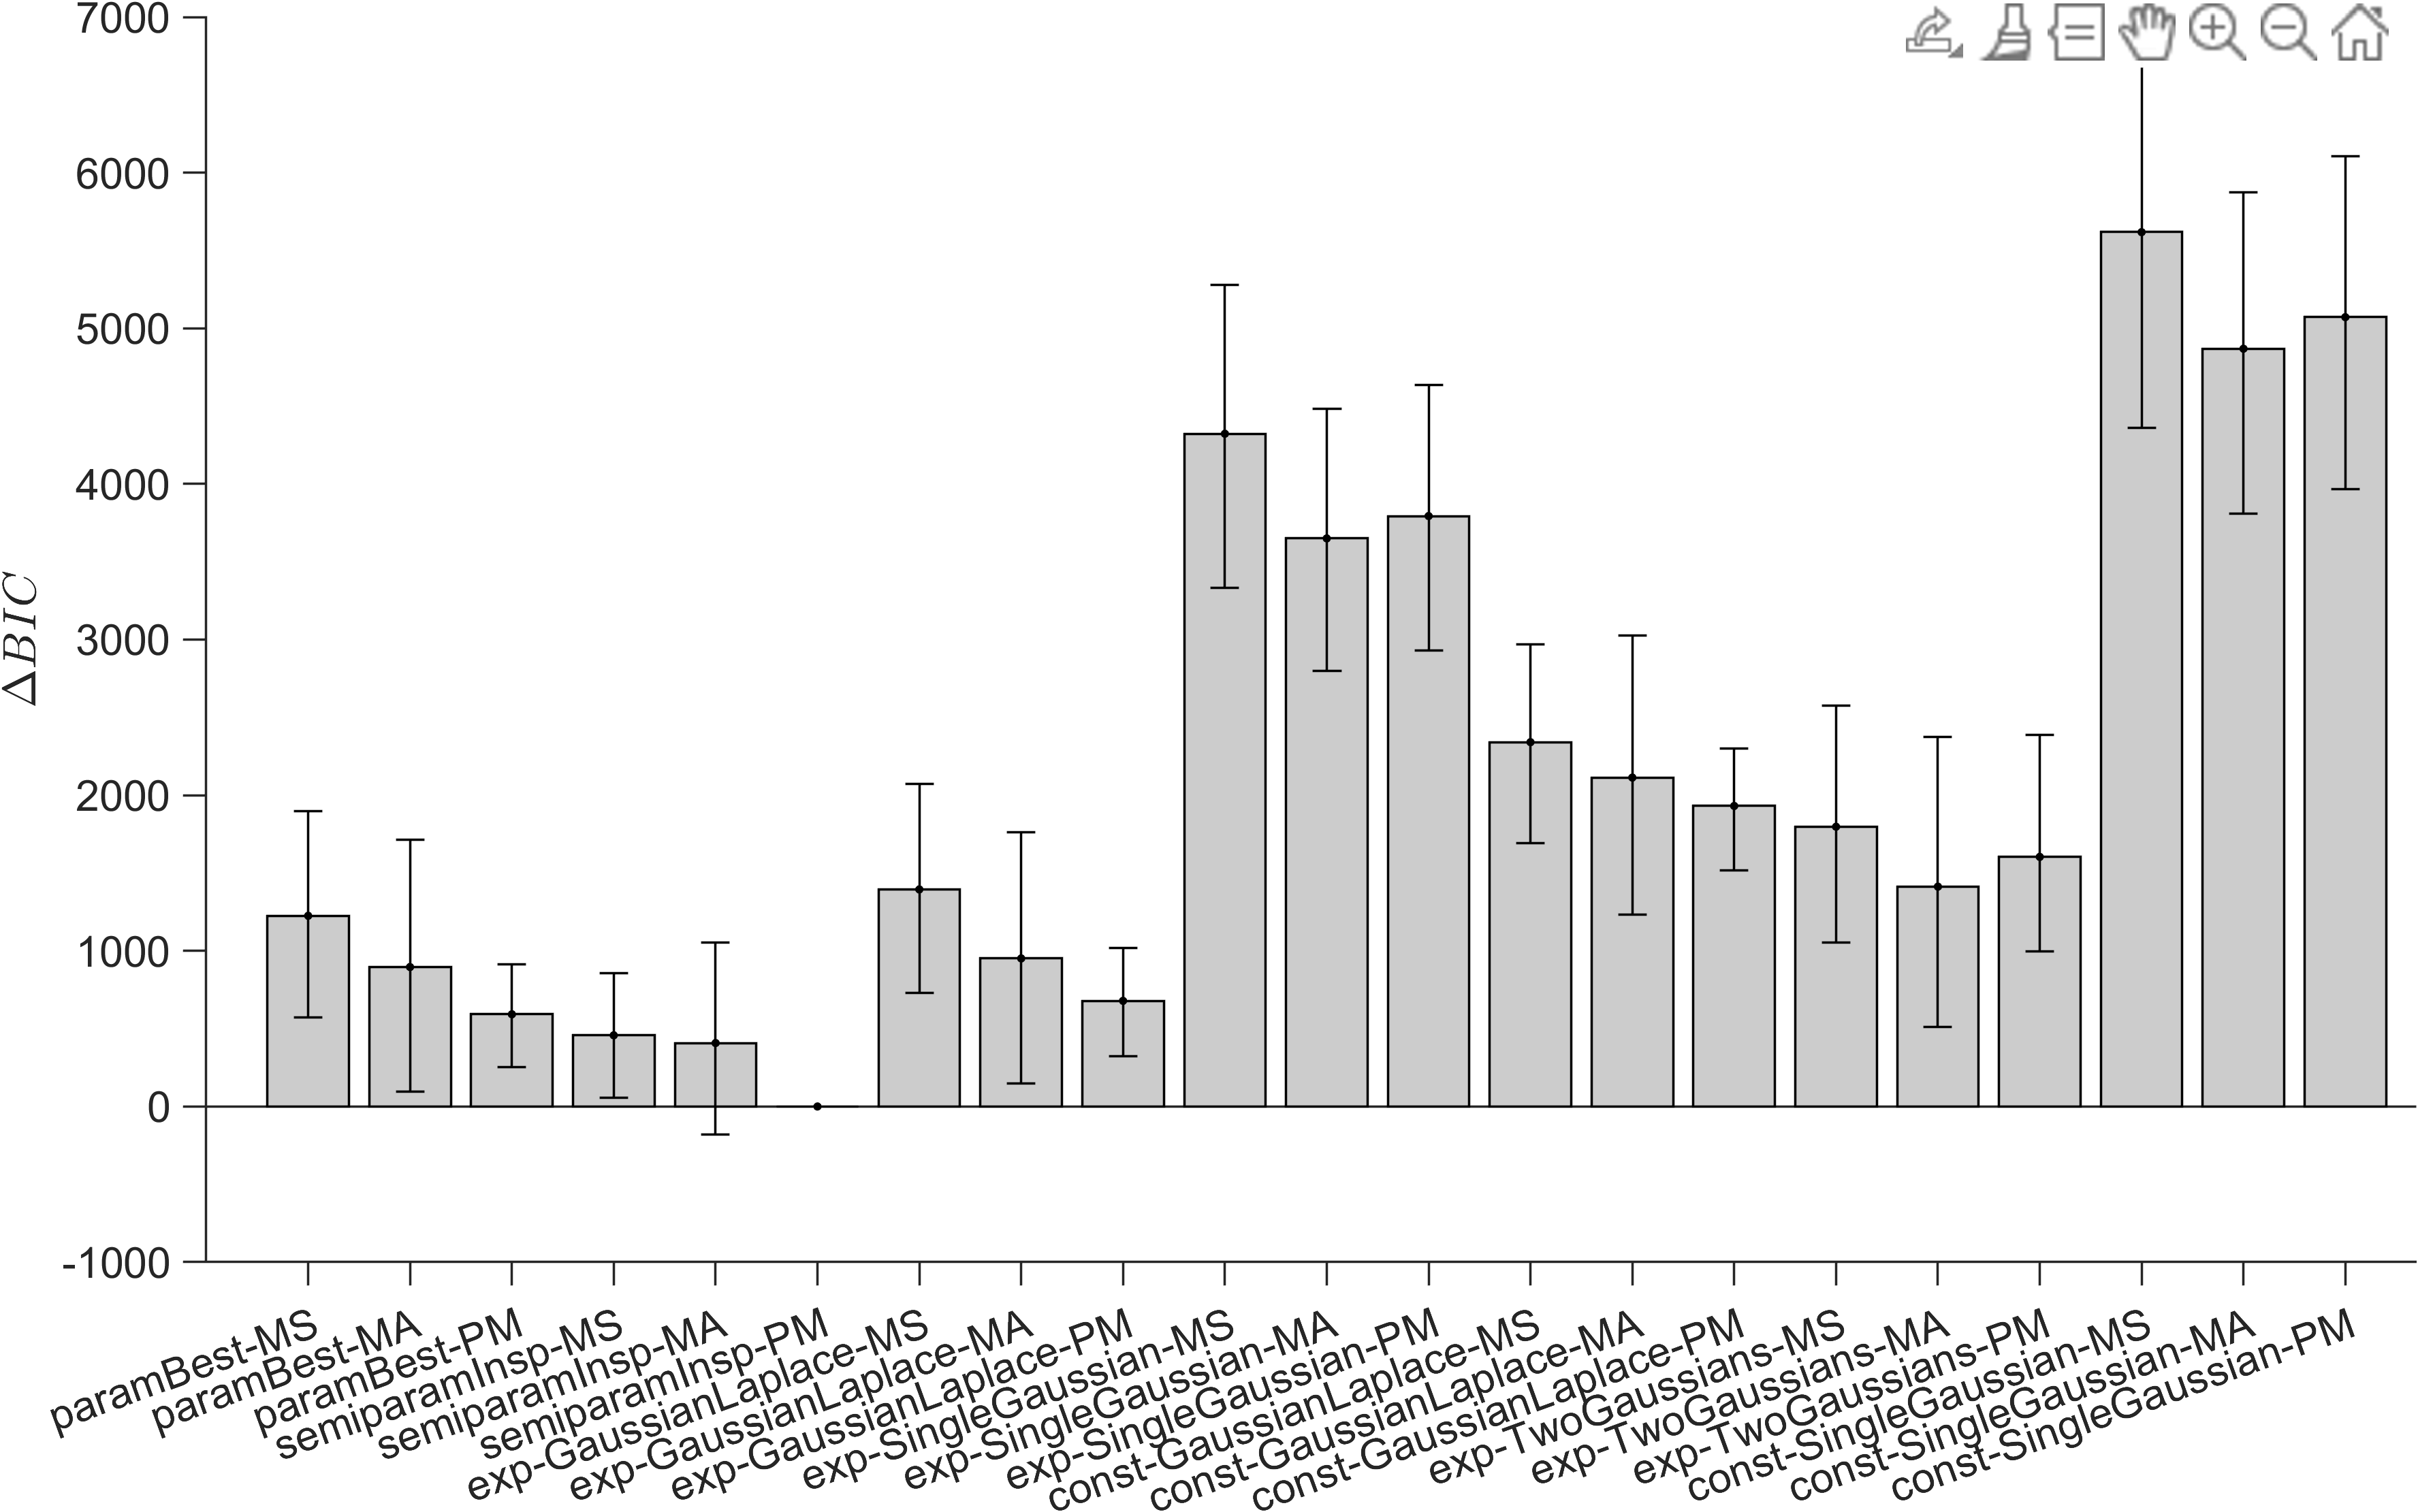 7000
6000
5000
4000
3000
2000
1000
0
-1000
ΔBIC
paramBest-MS
paramBest-MA
paramBest-PM
semiparamInsp-MS
semiparamInsp-MA
semiparamInsp-PM
exp-GaussianLaplace-MS
exp-GaussianLaplace-MA
exp-GaussianLaplace-PM
exp-SingleGaussian-MS
exp-SingleGaussian-MA
exp-SingleGaussian-PM
const-GaussianLaplace-MS
const-GaussianLaplace-MA
const-GaussianLaplace-PM
exp-TwoGaussians-MS
exp-TwoGaussians-MA
exp-TwoGaussians-PM
const-SingleGaussian-MS
const-SingleGaussian-MA
const-SingleGaussian-PM